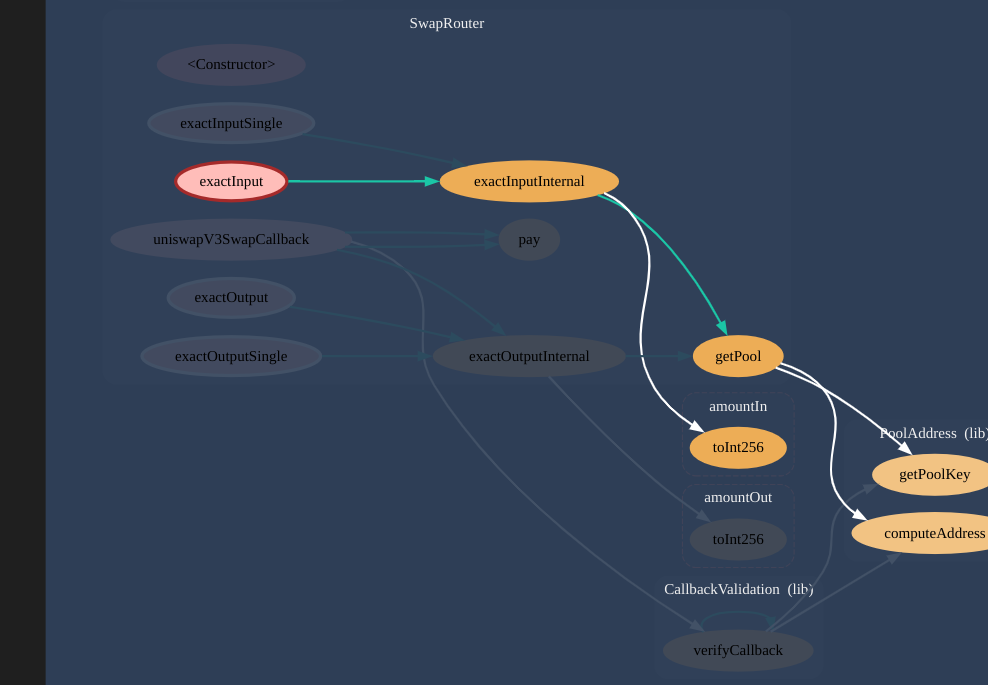 SwapRouter
<Constructor>
exactInputSingle
exactInput
exactInputInternal
uniswapV3SwapCallback
pay
exactOutput
exactOutputSingle
exactOutputInternal
getPool
amountIn
toInt256
PoolAddress (lib)
getPoolKey
amountOut
toInt256
computeAddress
CallbackValidation (lib)
verifyCallback